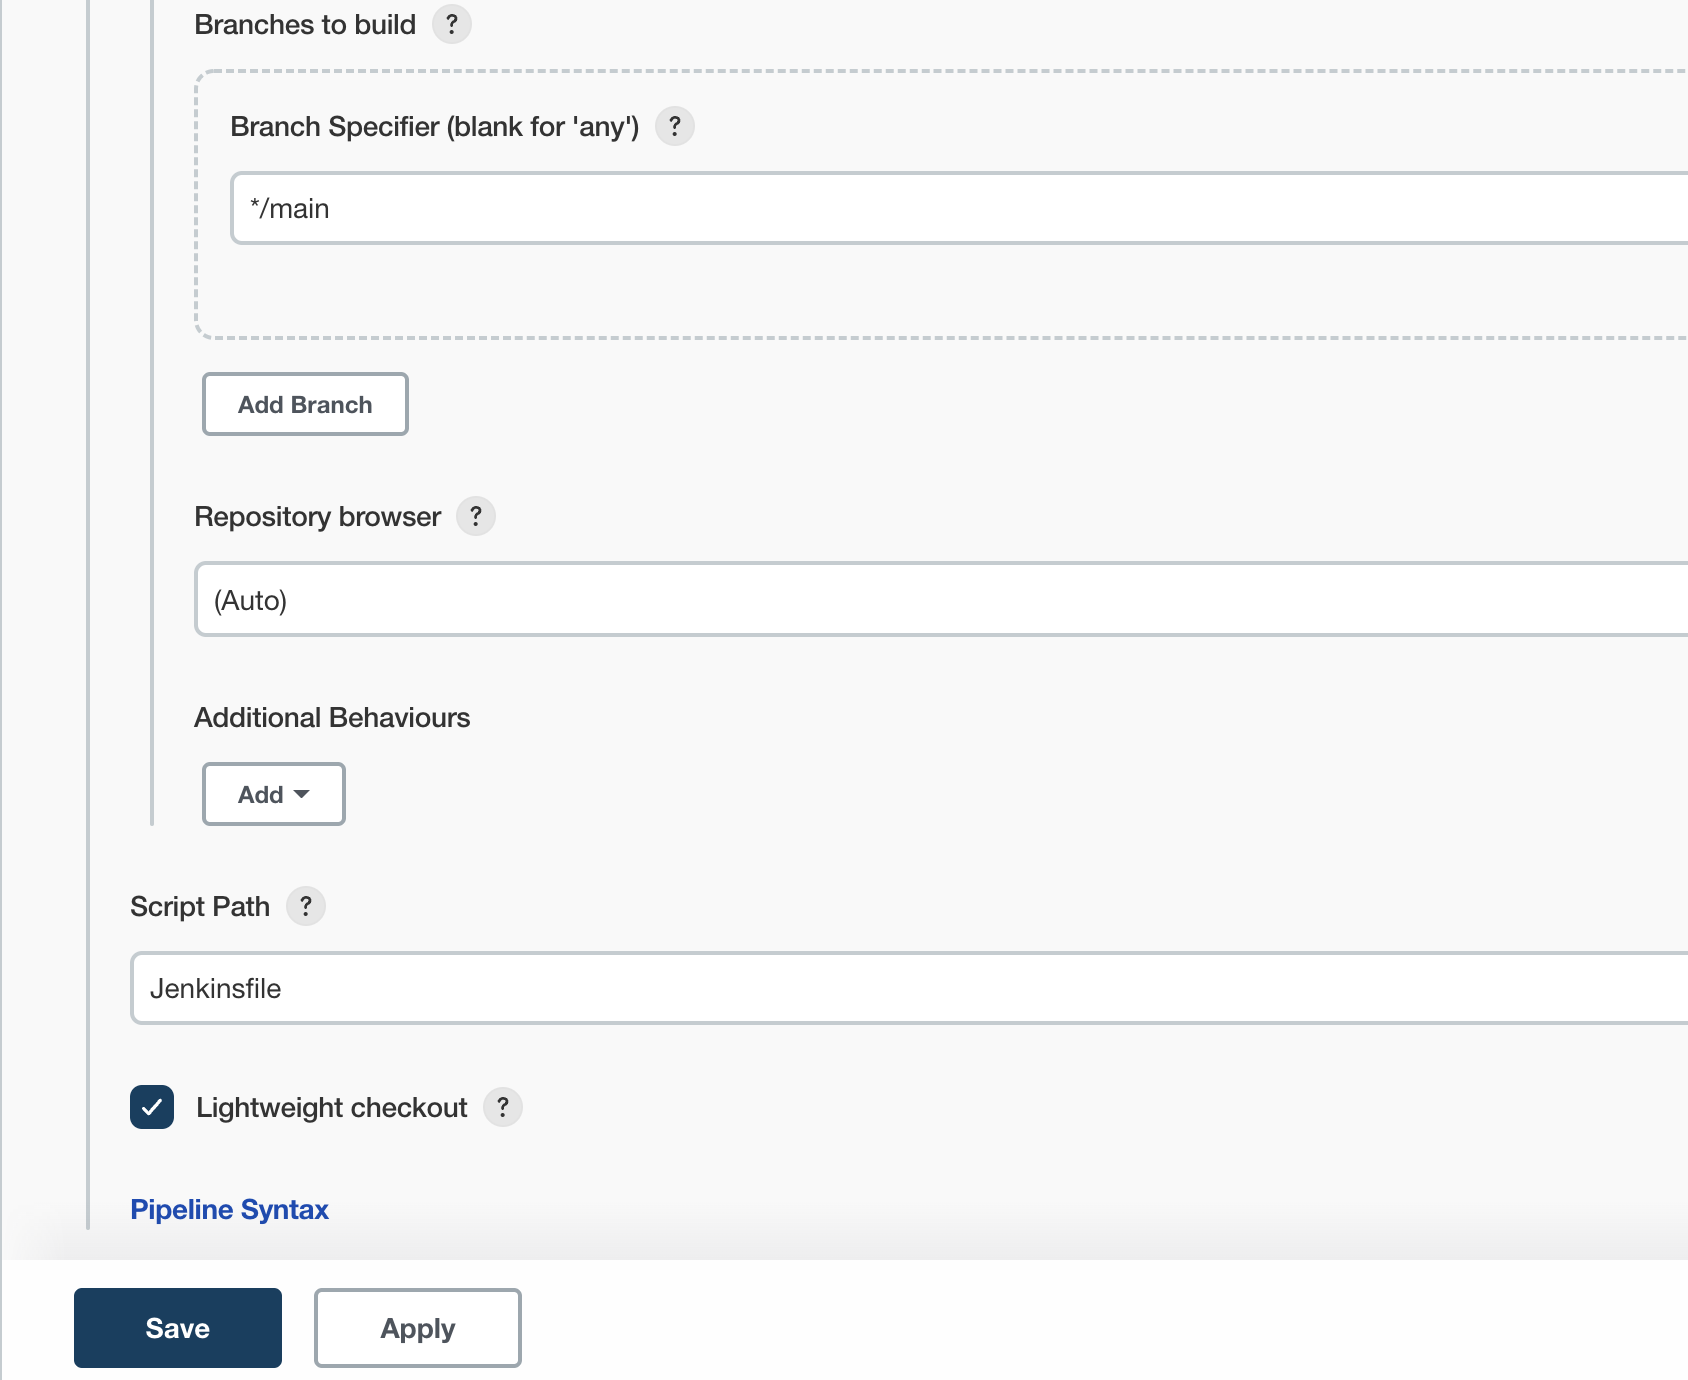 Branches to build ?
Branch Specifier (blank for 'any') ?
*/main
Add Branch
Repository browser ?
(Auto)
Additional Behaviours
Add
Script Path ?
Jenkinsfile
Lightweight checkout ?
Pipeline Syntax
Save Apply